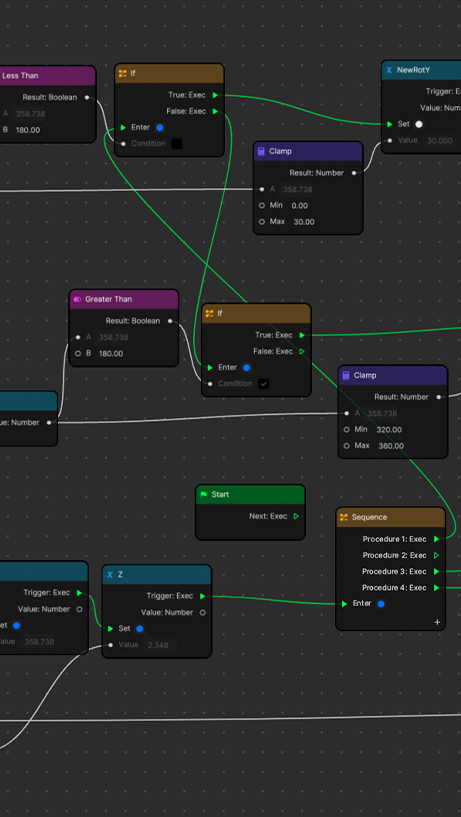 Less Than
Result: Boolean
A 358.738
B 180.00
If
True: Exec
False: Exec
Enter
Condition
NewRotY
Trigger: E
Value: Num
Set
Value 30.000
Clamp
Result: Number
A 358.738
Min 0.00
Max 30.00
Greater Than
Result: Boolean
A 358.738
B 180.00
If
True: Exec
False: Exec
Enter
Condition
ue: Number
Clamp
Result: Number
A 358.738
Min 320.00
Max 360.00
Start
Next: Exec
Sequence
Procedure 1: Exec
Procedure 2: Exec
Procedure 3: Exec
Procedure 4: Exec
Enter
+
Trigger: Exec
Value: Number
et
alue 358.738
Z
Trigger: Exec
Value: Number
Set
Value 2.348